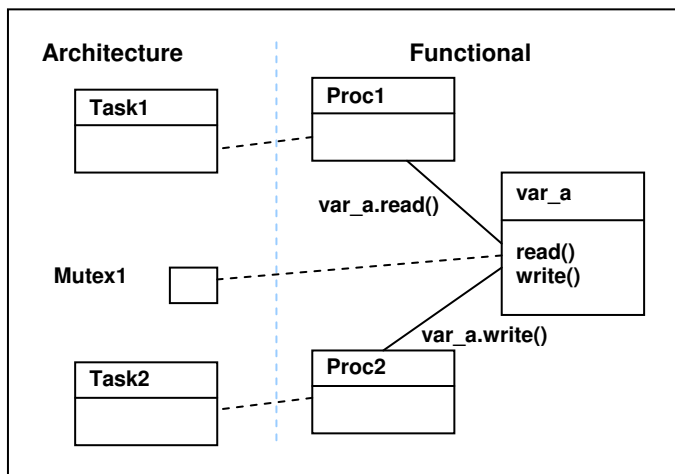 Architecture
Functional
Task1
Proc1
var_a.read()
var_a
read()
write()
Mutex1
var_a.write()
Task2
Proc2